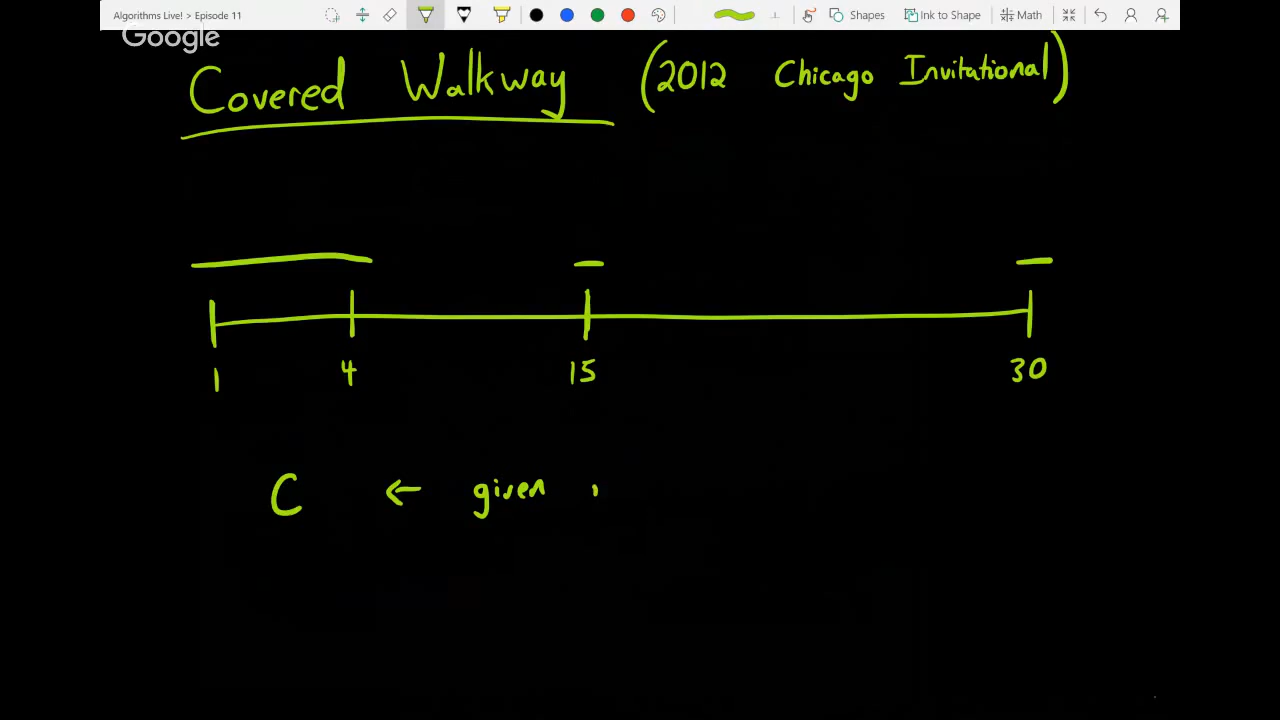 Algorithms Live! > Episode 11
Shapes
Ink to Shape
Math
Google
Covered Walkway (2012 Chicago Invitational)
1 4 15 30
C ← given